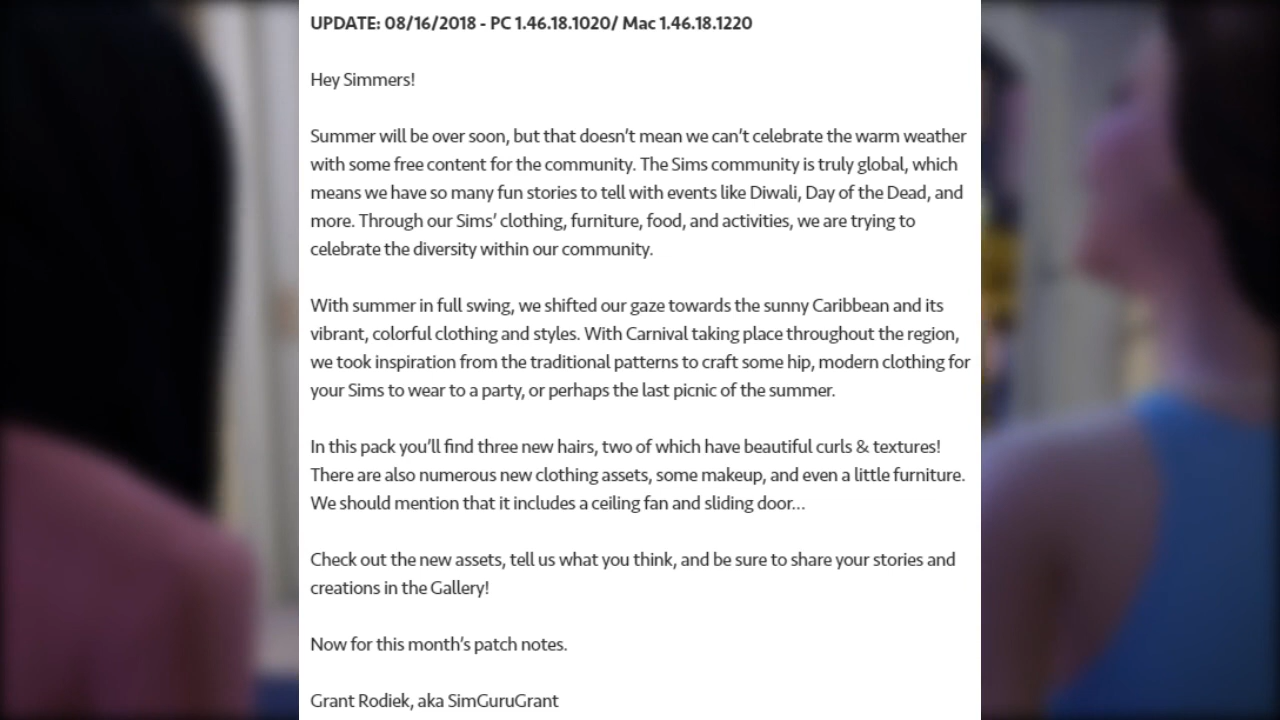 UPDATE: 08/16/2018 - PC 1.46.18.1020/ Mac 1.46.18.1220
Hey Simmers!
Summer will be over soon, but that doesn’t mean we can’t celebrate the warm weather
with some free content for the community. The Sims community is truly global, which
means we have so many fun stories to tell with events like Diwali, Day of the Dead, and
more. Through our Sims’ clothing, furniture, food, and activities, we are trying to
celebrate the diversity within our community.
With summer in full swing, we shifted our gaze towards the sunny Caribbean and its
vibrant, colorful clothing and styles. With Carnival taking place throughout the region,
we took inspiration from the traditional patterns to craft some hip, modern clothing for
your Sims to wear to a party, or perhaps the last picnic of the summer.
In this pack you’ll find three new hairs, two of which have beautiful curls & textures!
There are also numerous new clothing assets, some makeup, and even a little furniture.
We should mention that it includes a ceiling fan and sliding door...
Check out the new assets, tell us what you think, and be sure to share your stories and
creations in the Gallery!
Now for this month’s patch notes.
Grant Rodiek, aka SimGuruGrant